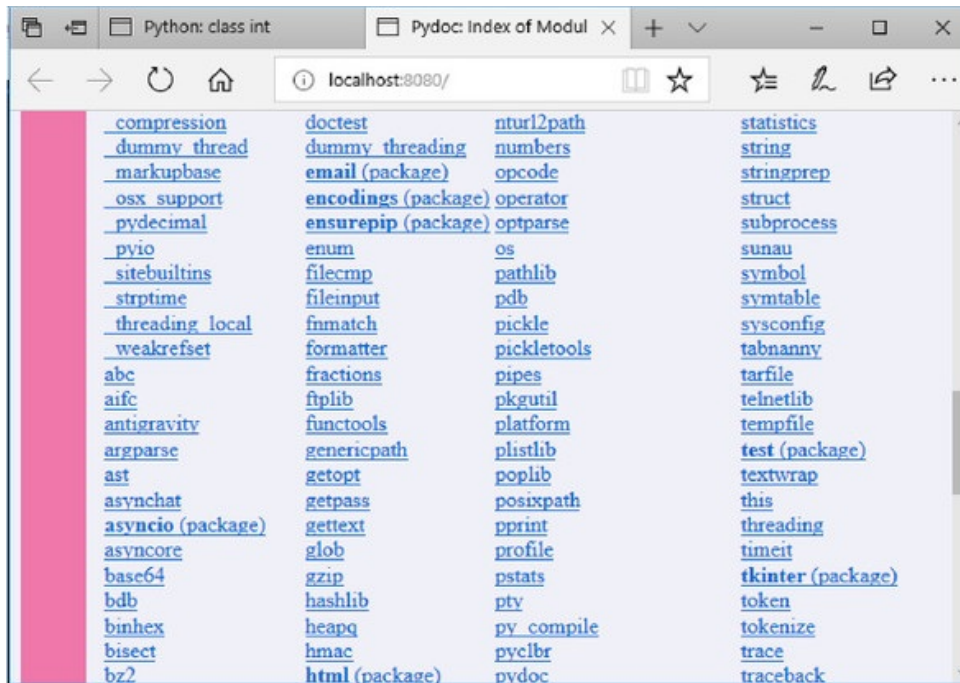 Python: class int
Pydoc: Index of Modul
localhost:8080/
_compression doctest nturl2path statistics
_dummy_thread dummy_threading numbers string
_markupbase email (package) opcode stringprep
_osx_support encodings (package) operator struct
_pydecimal ensurepip (package) optparse subprocess
_pyio enum os sunau
_sitebuiltins filecmp pathlib symbol
_strptime fileinput pdb symtable
_threading_local fnmatch pickle sysconfig
_weakrefset formatter pickletools tabnanny
abc fractions pipes tarfile
aifc ftplib pkgutil telnetlib
antigravity functools platform tempfile
argparse genericpath plistlib test (package)
ast getopt poplib textwrap
asynchat getpass posixpath this
asyncio (package) gettext pprint threading
asyncore glob profile timeit
base64 gzip pstats tkinter (package)
bdb hashlib pty token
binhex heapq py_compile tokenize
bisect hmac pyclbr trace
bz2 html (package) pydoc traceback